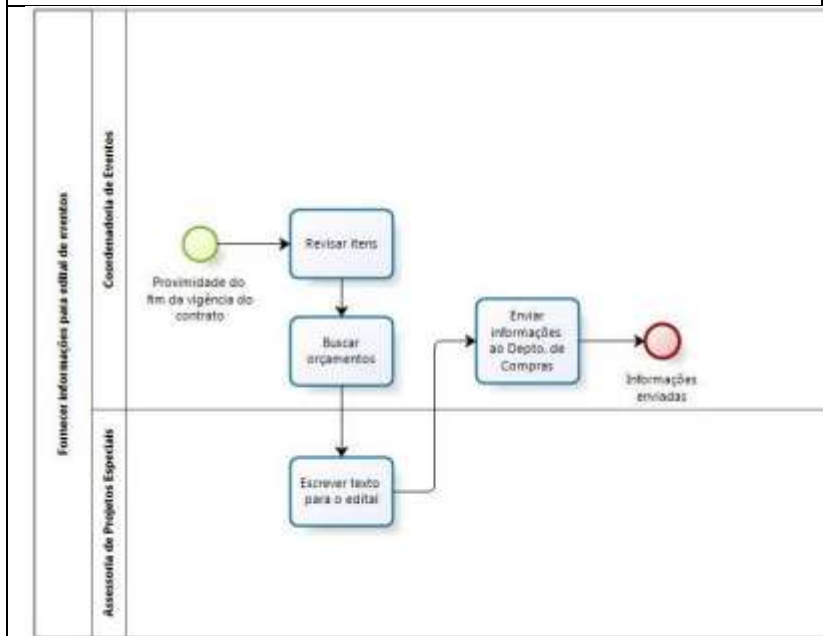 Fornecer informações para edital de eventos
Coordenadoria de Eventos
Proximidade do
fim da vigência do
contrato
Revisar itens
Buscar
orçamentos
Enviar
informações
ao Depto. de
Compras
Informações
enviadas
Assessoria de Projetos Especiais
Escrever texto
para o edital